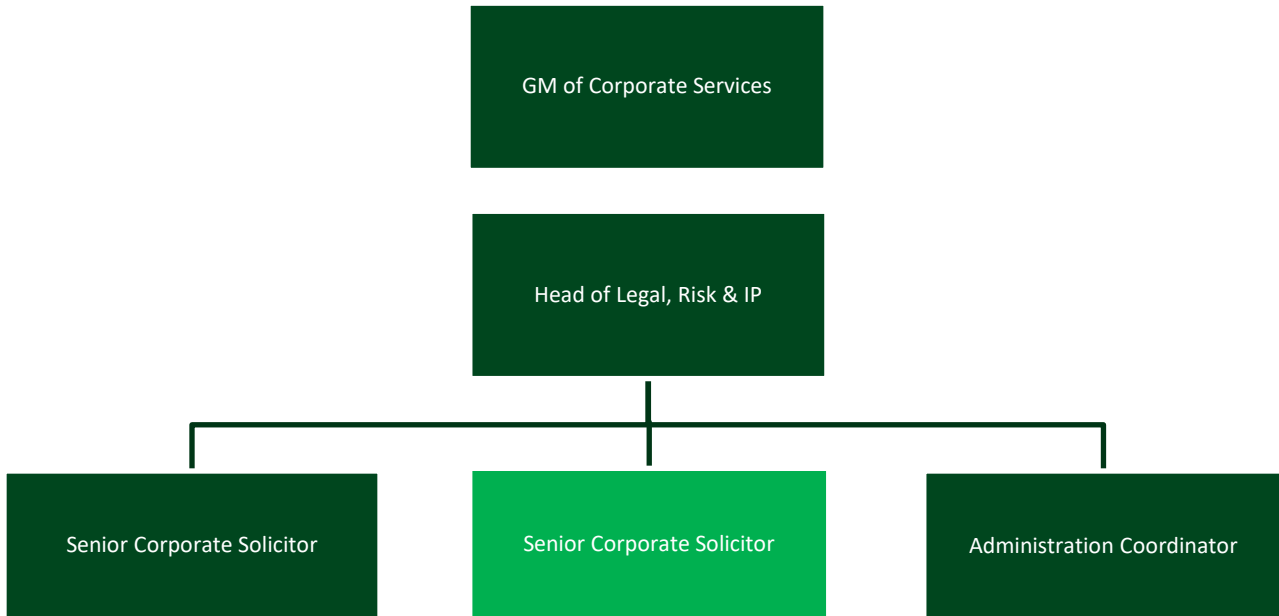 GM of Corporate Services
Head of Legal, Risk & IP
Senior Corporate Solicitor
Senior Corporate Solicitor
Administration Coordinator